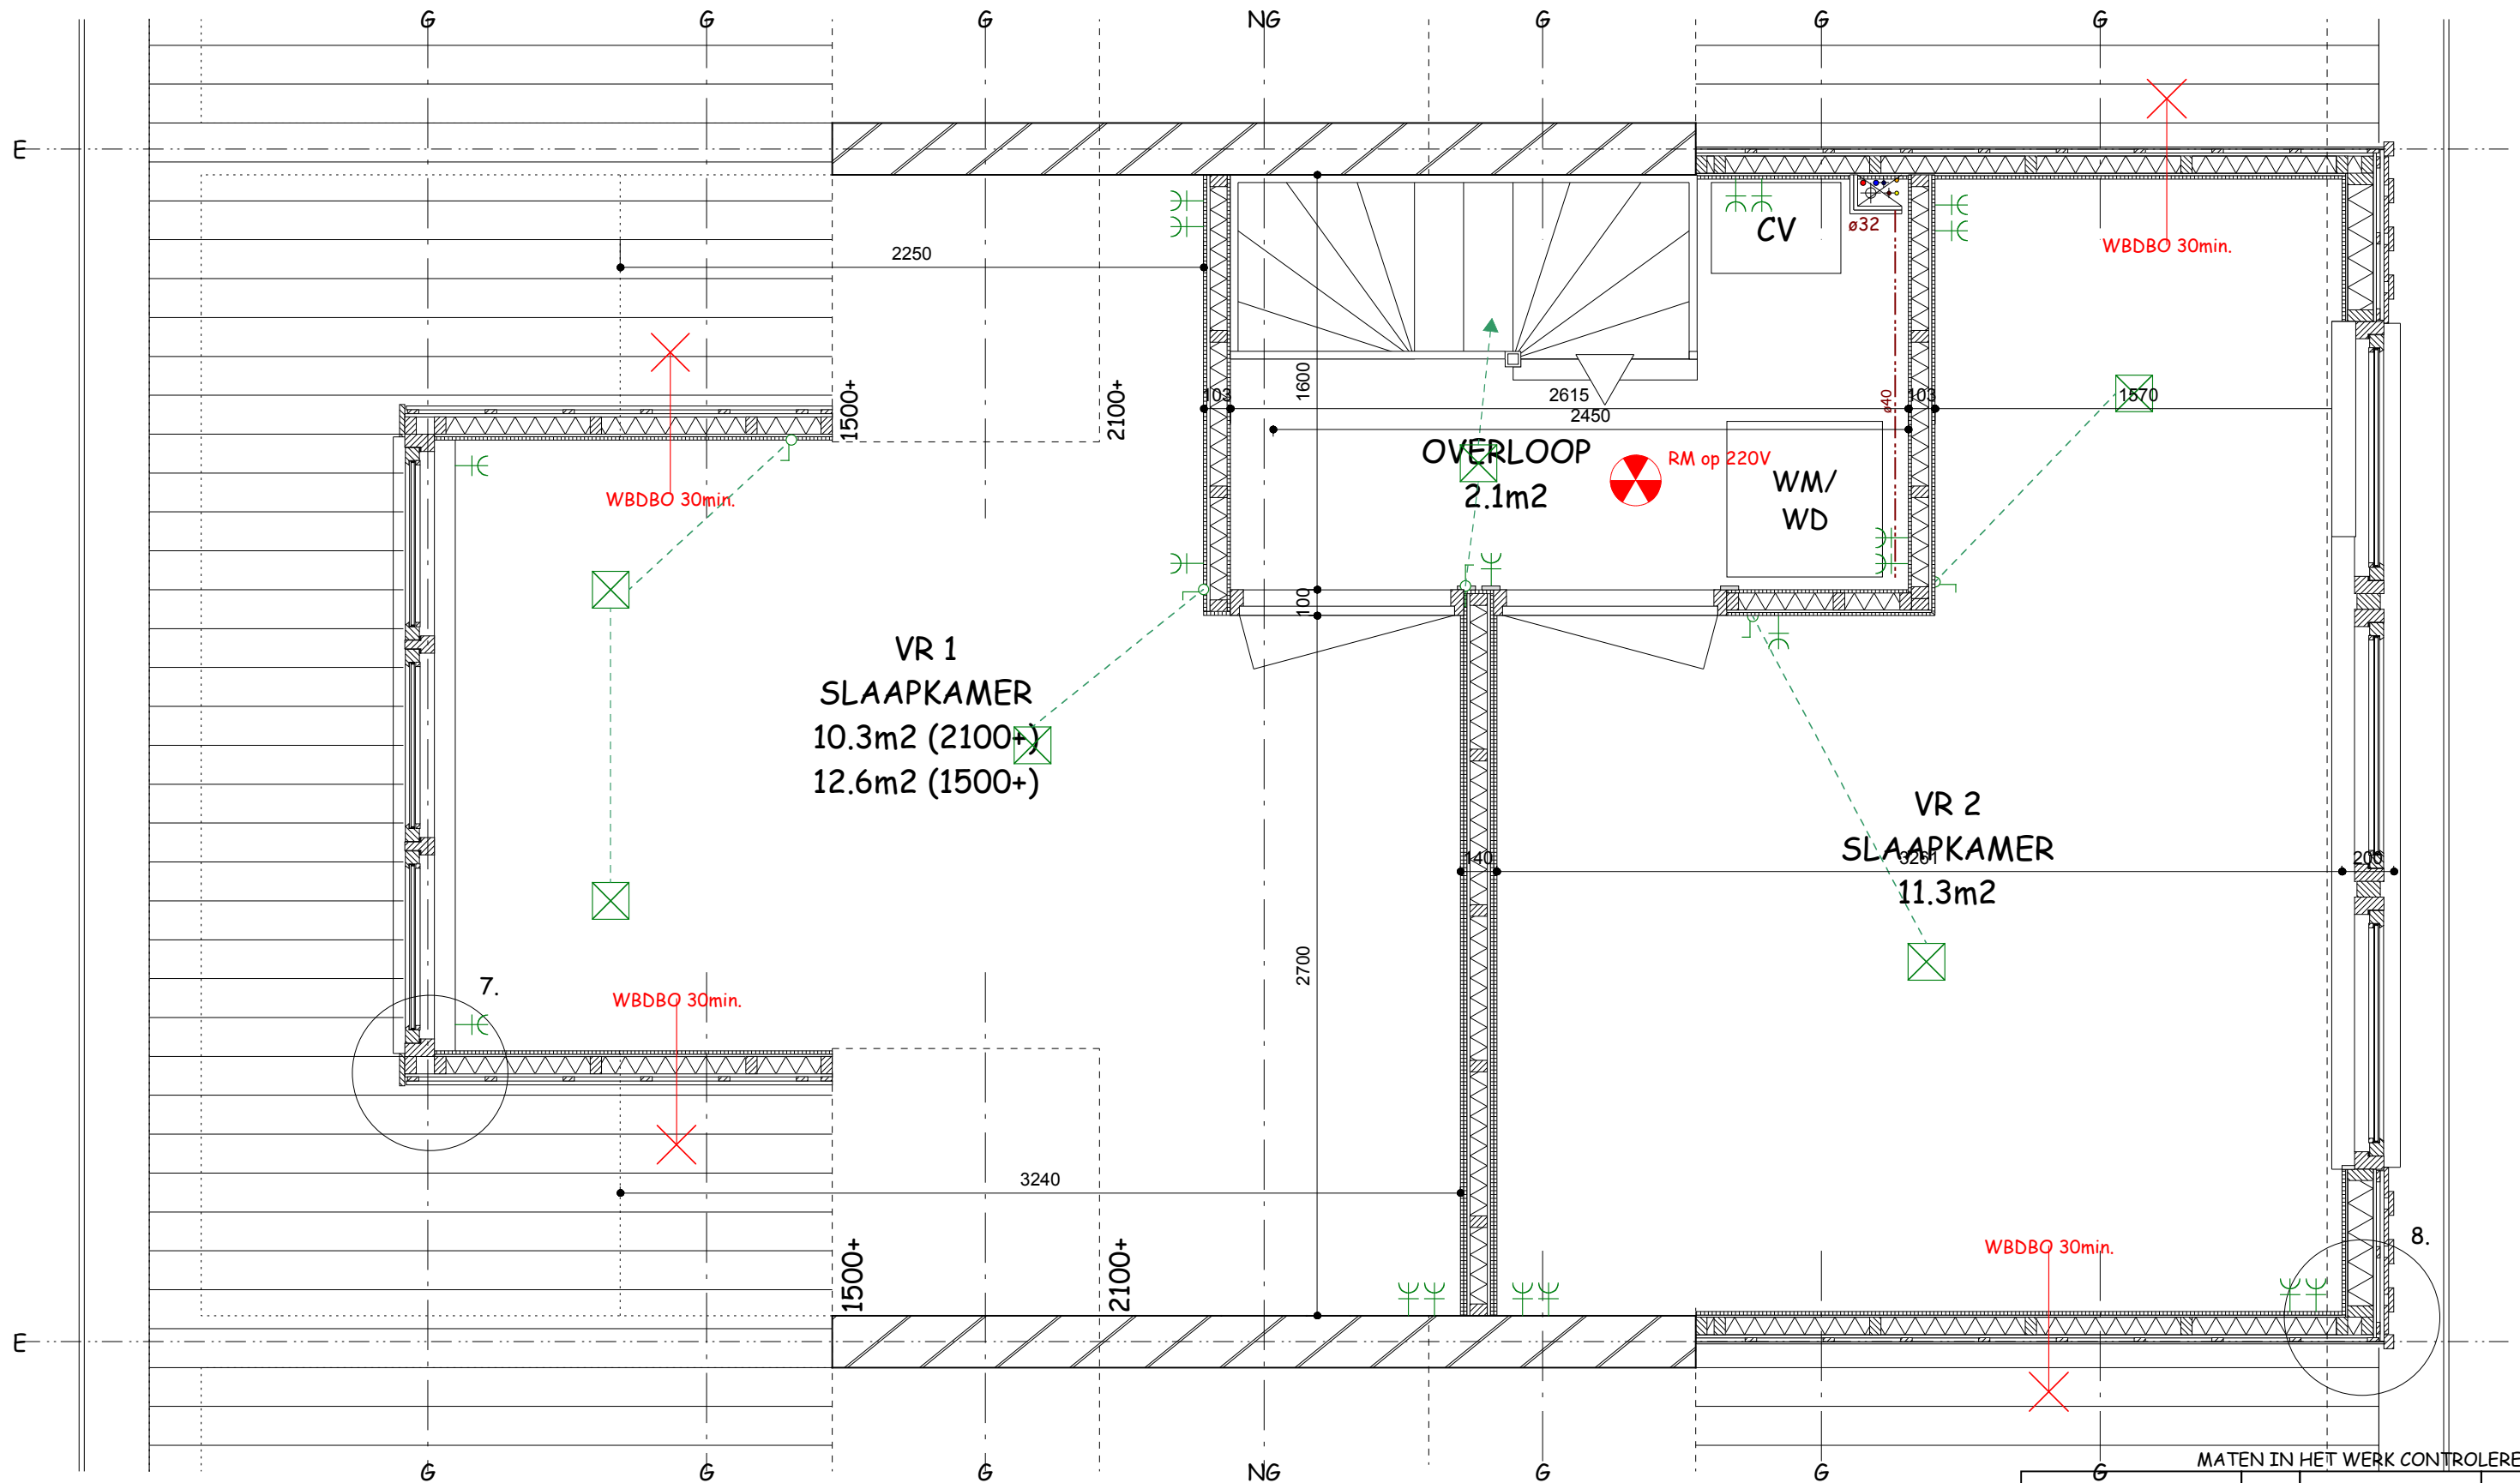 G G G NG G G G
E
WBDBO 30min.
CV
ø32
2250
1500+
2100+
1600
103
2615
2450
ø40
103
1570
OVERLOOP
2.1m2
RM op 220V
WM/
WD
WBDBO 30min.
100
VR 1
SLAAPKAMER
10.3m2 (2100+)
12.6m2 (1500+)
VR 2
SLAAPKAMER
11.3m2
140
3261
200
2700
7.
WBDBO 30min.
3240
1500+
2100+
WBDBO 30min.
8.
E
MATEN IN HET WERK CONTROLERE
G G G NG G G G